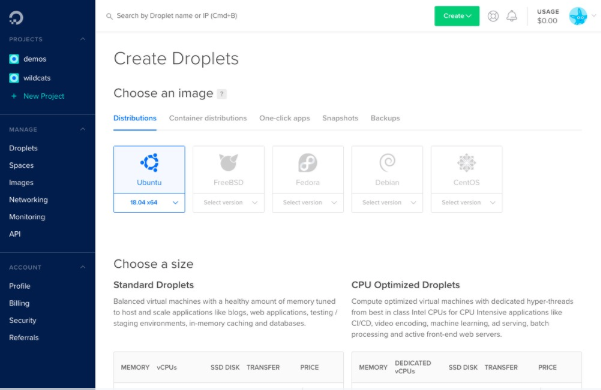 Search by Droplet name or IP (Cmd+B)
Create
USAGE
$0.00
PROJECTS
demos
wildcats
+ New Project
MANAGE
Droplets
Spaces
Images
Networking
Monitoring
API
ACCOUNT
Profile
Billing
Security
Referrals
Create Droplets
Choose an image ?
Distributions Container distributions One-click apps Snapshots Backups
Ubuntu FreeBSD Fedora Debian CentOS
18.04 x64 Select version Select version Select version Select version
Choose a size
Standard Droplets
Balanced virtual machines with a healthy amount of memory tuned
to host and scale applications like blogs, web applications, testing /
staging environments, in-memory caching and databases.
MEMORY vCPUs SSD DISK TRANSFER PRICE
CPU Optimized Droplets
Compute optimized virtual machines with dedicated hyper-threads
from best in class Intel CPUs for CPU Intensive applications like
CI/CD, video encoding, machine learning, ad serving, batch
processing and active front-end web servers.
MEMORY DEDICATED vCPUs SSD DISK TRANSFER PRICE